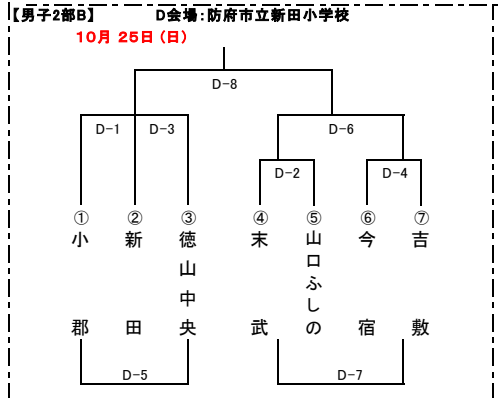 【男子2部B】 D会場:防府市立新田小学校
10月 25日(日)
D-8
D-1 D-3 D-6
D-2 D-4
① ② ③ ④ ⑤ ⑥ ⑦
小郡
新田
徳山中央
末武
山口ふしの
今宿
吉敷
D-5 D-7